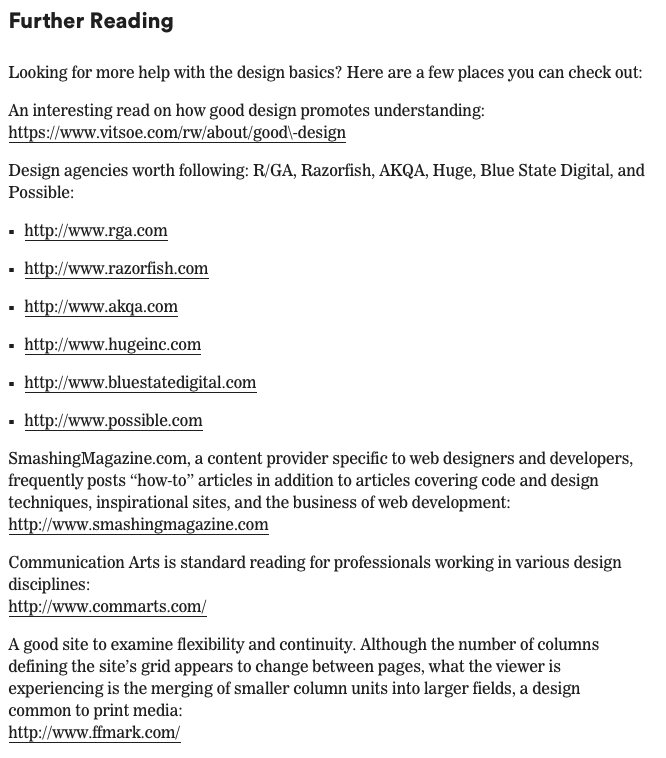 Further Reading
Looking for more help with the design basics? Here are a few places you can check out:
An interesting read on how good design promotes understanding:
https://www.vitsoe.com/rw/about/good\-design
Design agencies worth following: R/GA, Razorfish, AKQA, Huge, Blue State Digital, and
Possible:
▪ http://www.rga.com
▪ http://www.razorfish.com
▪ http://www.akqa.com
▪ http://www.hugeinc.com
▪ http://www.bluestatedigital.com
▪ http://www.possible.com
SmashingMagazine.com, a content provider specific to web designers and developers,
frequently posts “how-to” articles in addition to articles covering code and design
techniques, inspirational sites, and the business of web development:
http://www.smashingmagazine.com
Communication Arts is standard reading for professionals working in various design
disciplines:
http://www.commarts.com/
A good site to examine flexibility and continuity. Although the number of columns
defining the site’s grid appears to change between pages, what the viewer is
experiencing is the merging of smaller column units into larger fields, a design
common to print media:
http://www.ffmark.com/